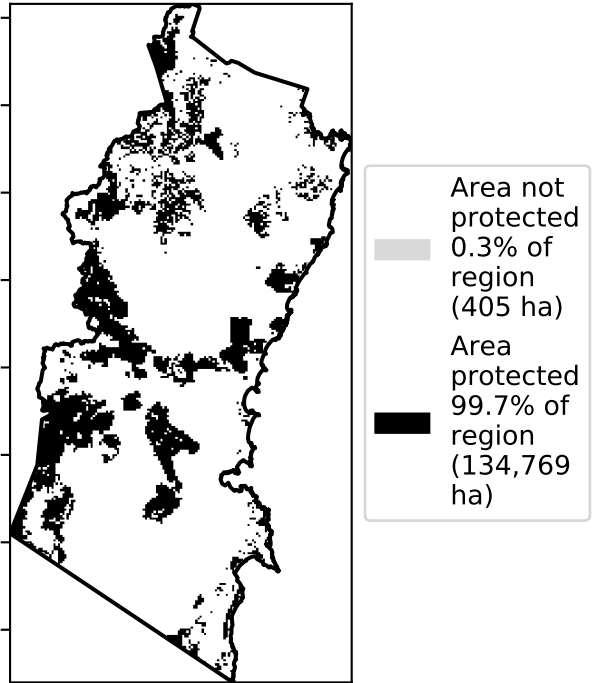 Area not
protected
0.3% of
region
(405 ha)
Area
protected
99.7% of
region
(134,769
ha)